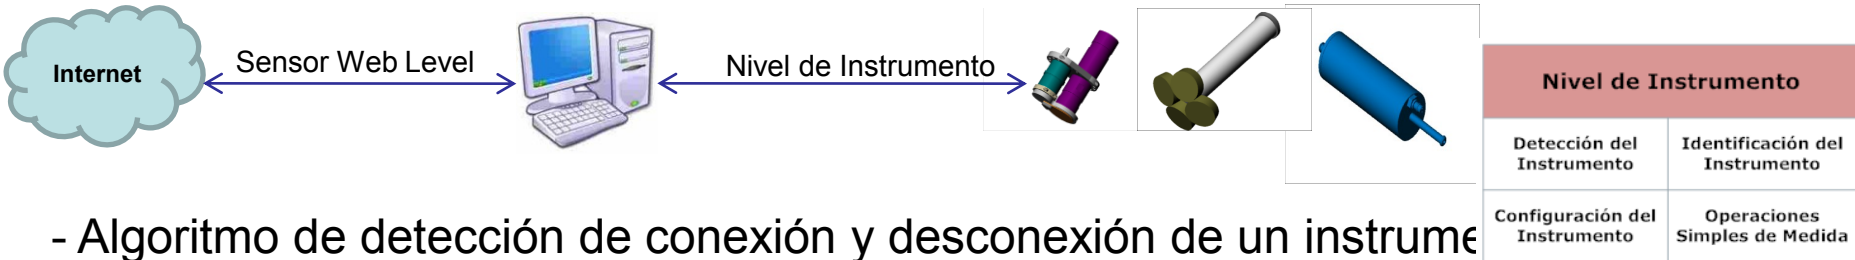 Internet
Sensor Web Level
Nivel de Instrumento
Nivel de Instrumento
Detección del
Instrumento
Identificación del
Instrumento
Configuración del
Instrumento
Operaciones
Simples de Medida
- Algoritmo de detección de conexión y desconexión de un instrume